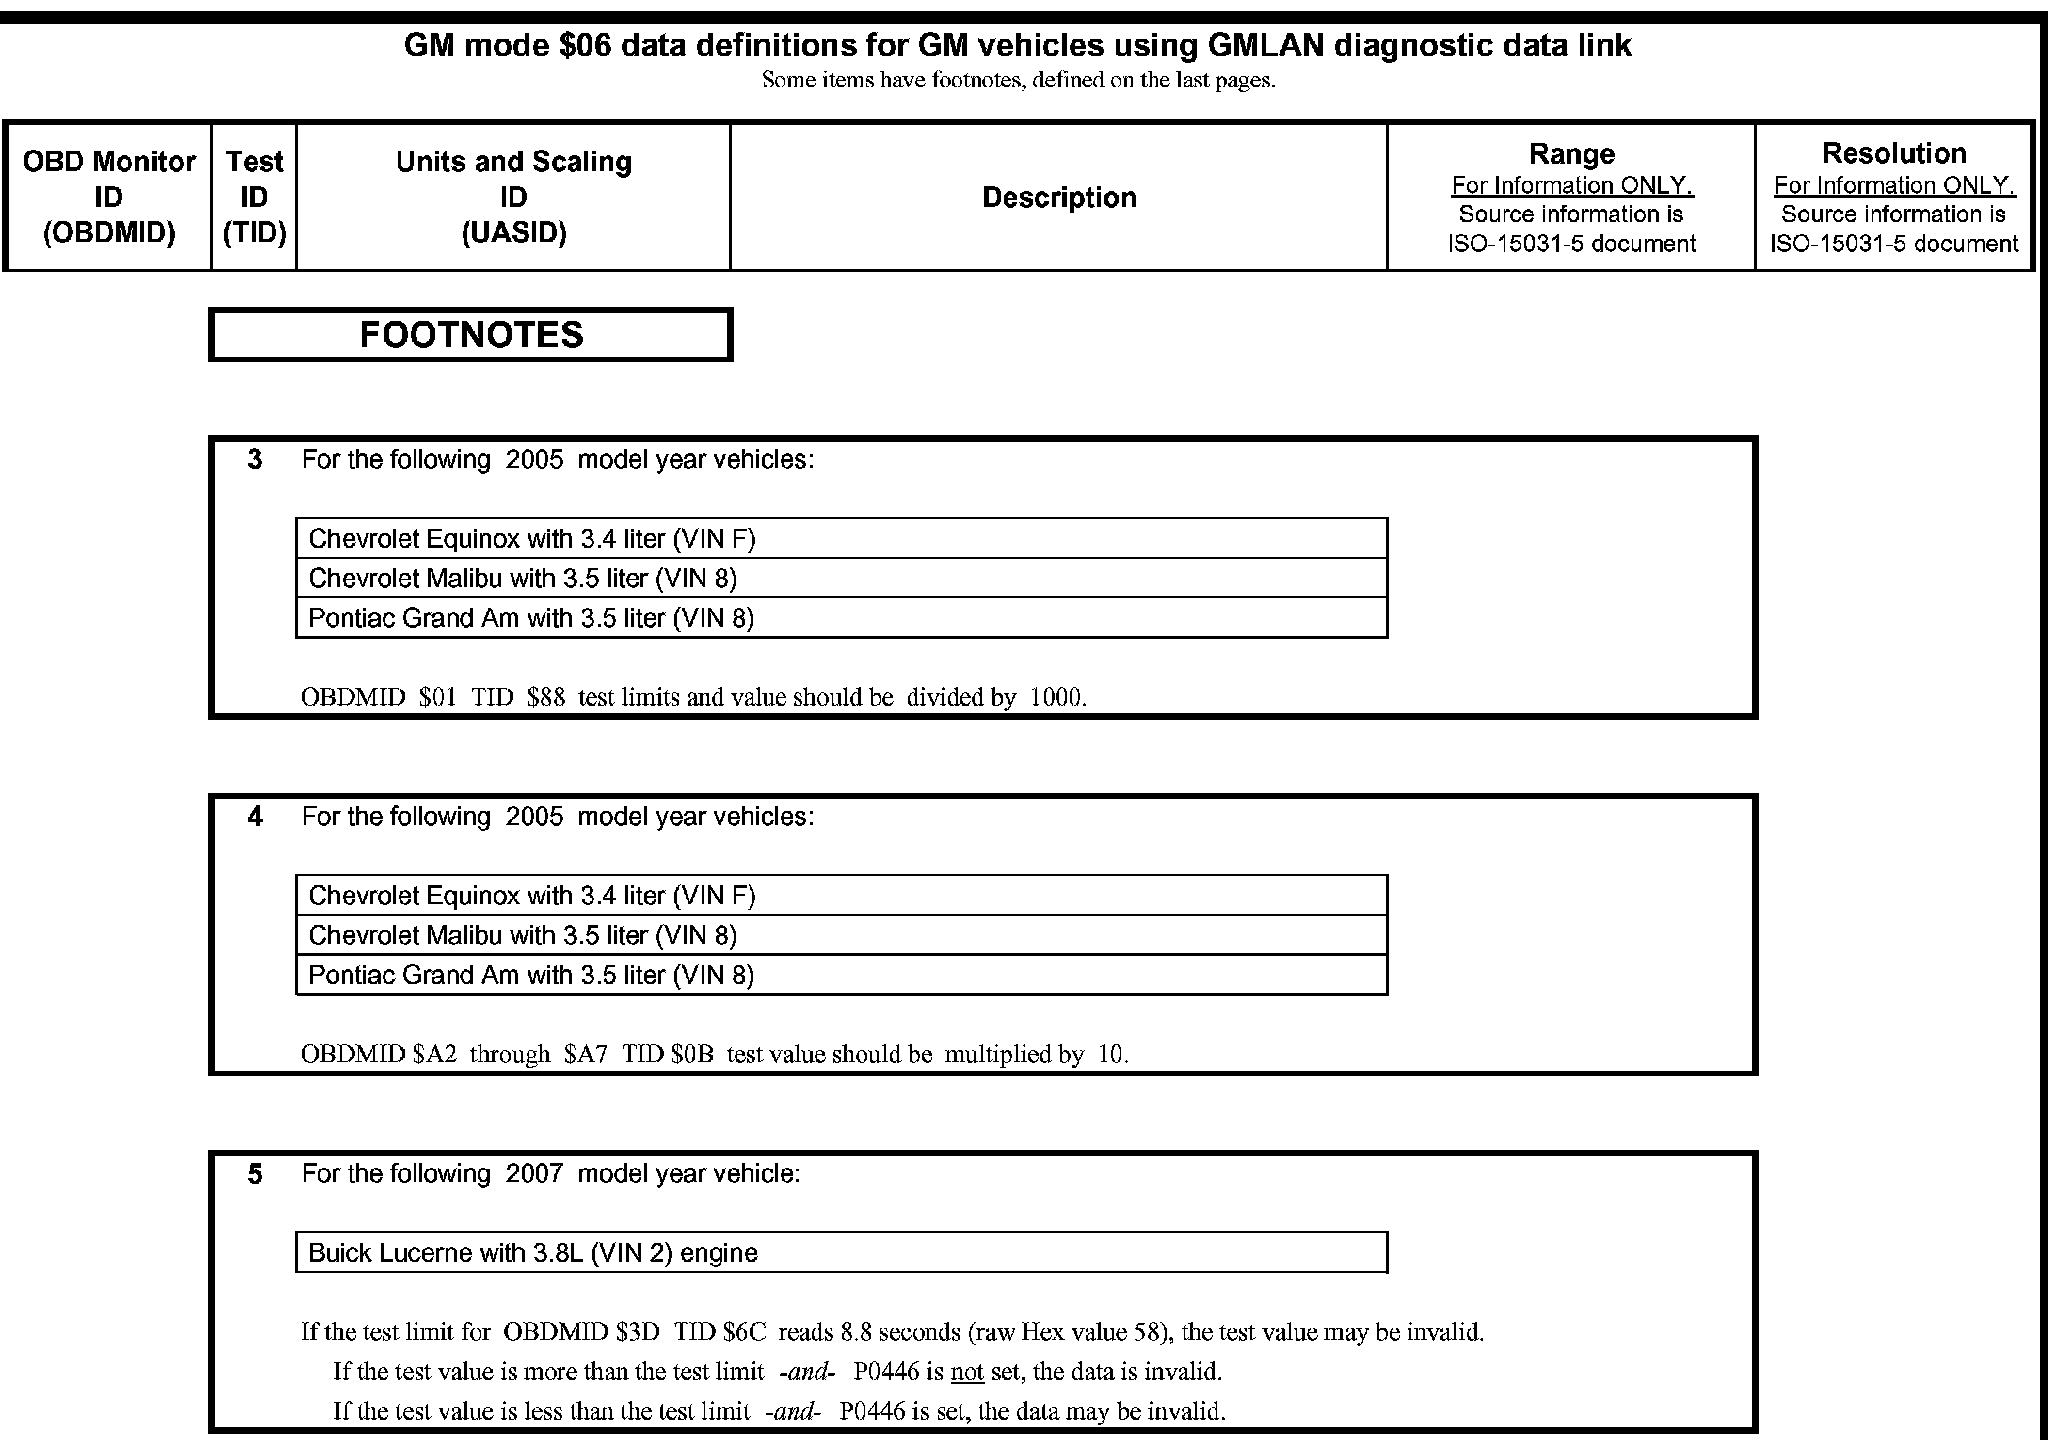 GM mode $06 data definitions for GM vehicles using GMLAN diagnostic data link
Some items have footnotes, defined on the last pages.
OBD Monitor ID (OBDMID)
Test ID (TID)
Units and Scaling ID (UASID)
Description
Range
For Information ONLY.
Source information is
ISO-15031-5 document
Resolution
For Information ONLY.
Source information is
ISO-15031-5 document
FOOTNOTES
3 For the following 2005 model year vehicles:
Chevrolet Equinox with 3.4 liter (VIN F)
Chevrolet Malibu with 3.5 liter (VIN 8)
Pontiac Grand Am with 3.5 liter (VIN 8)
OBDMID $01 TID $88 test limits and value should be divided by 1000.
4 For the following 2005 model year vehicles:
Chevrolet Equinox with 3.4 liter (VIN F)
Chevrolet Malibu with 3.5 liter (VIN 8)
Pontiac Grand Am with 3.5 liter (VIN 8)
OBDMID $A2 through $A7 TID $0B test value should be multiplied by 10.
5 For the following 2007 model year vehicle:
Buick Lucerne with 3.8L (VIN 2) engine
If the test limit for OBDMID $3D TID $6C reads 8.8 seconds (raw Hex value 58), the test value may be invalid.
If the test value is more than the test limit -and- P0446 is not set, the data is invalid.
If the test value is less than the test limit -and- P0446 is set, the data may be invalid.